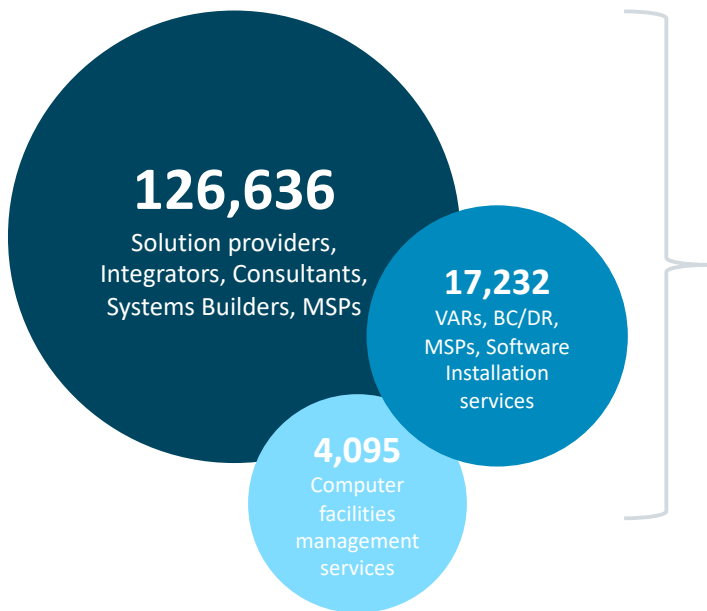 126,636
Solution providers,
Integrators, Consultants,
Systems Builders, MSPs
17,232
VARs, BC/DR,
MSPs, Software
Installation
services
4,095
Computer
facilities
management
services